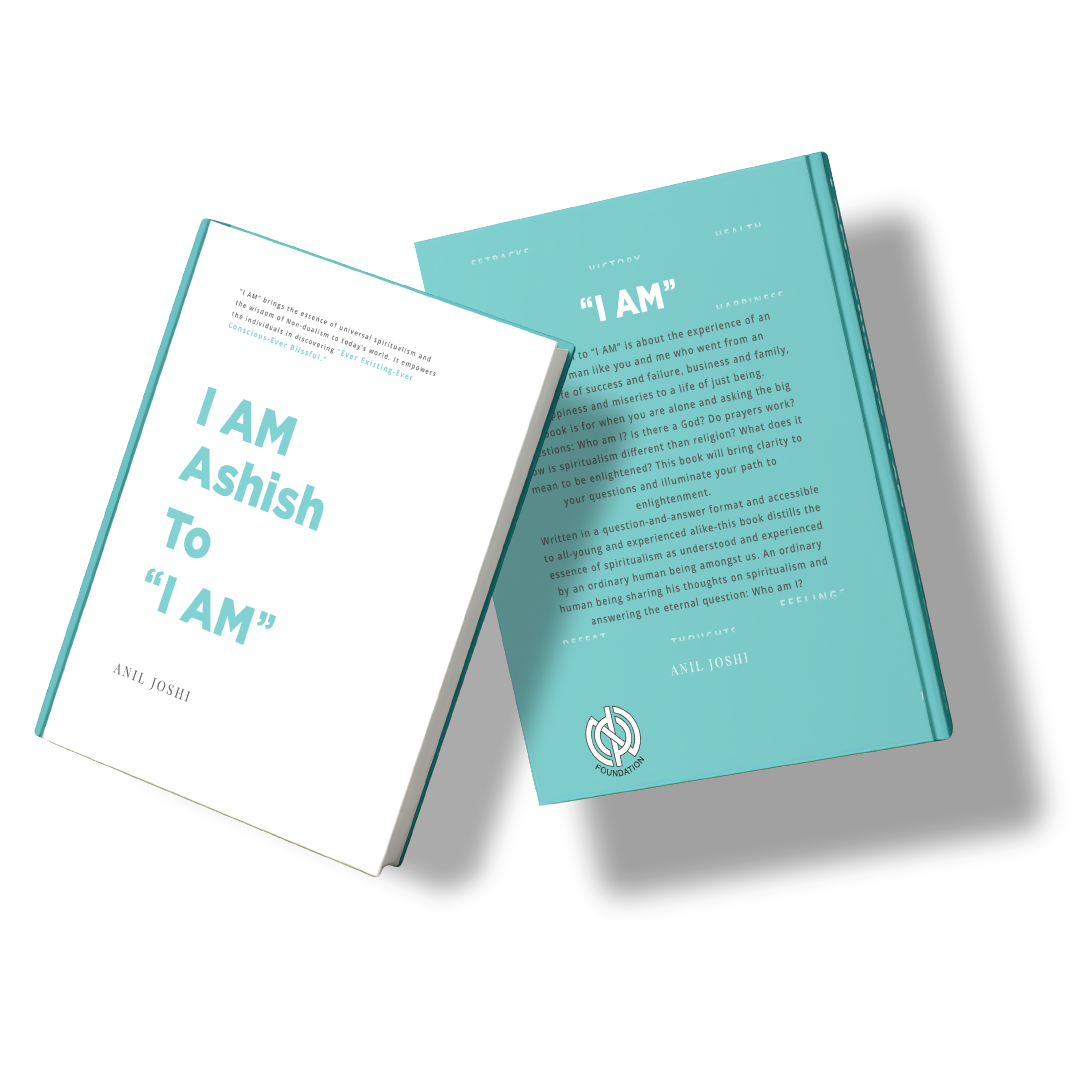 "I AM" brings the essence of universal spiritualism and
the wisdom of Non-dualism to today's world. It empowers
the individuals in discovering "Ever Existing-Ever
Conscious-Ever Blissful."
I AM
Ashish
To
“I AM”
ANIL JOSHI
SETBACKS
VICTORY
HEALTH
“I AM”
HAPPINESS
to “I AM” is about the experience of an
man like you and me who went from an
of success and failure, business and family,
and miseries to a life of just being.
book is for when you are alone and asking the big
Who am I? Is there a God? Do prayers work?
is spiritualism different than religion? What does it
mean to be enlightened? This book will bring clarity to
your questions and illuminate your path to
enlightenment.
Written in a question-and-answer format and accessible
to all-young and experienced alike-this book distills the
essence of spiritualism as understood and experienced
by an ordinary human being amongst us. An ordinary
human being sharing his thoughts on spiritualism and
answering the eternal question: Who am I?
DEFEAT
THOUGHTS
FEELINGS
ANIL JOSHI
FOUNDATION